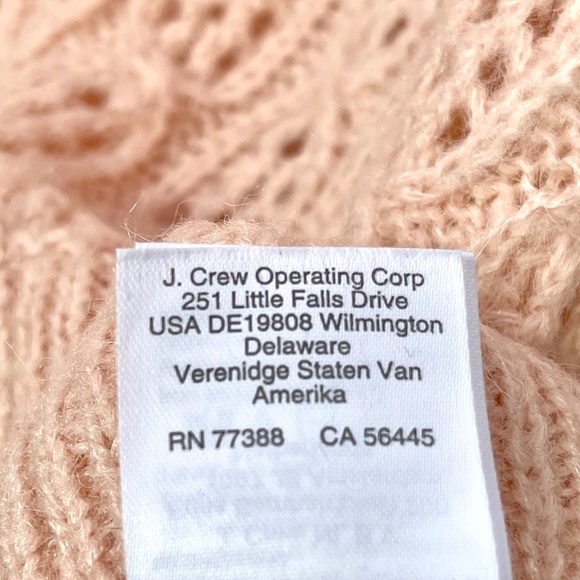 J. Crew Operating Corp
251 Little Falls Drive
USA DE19808 Wilmington
Delaware
Verenidge Staten Van
Amerika
RN 77388 CA 56445